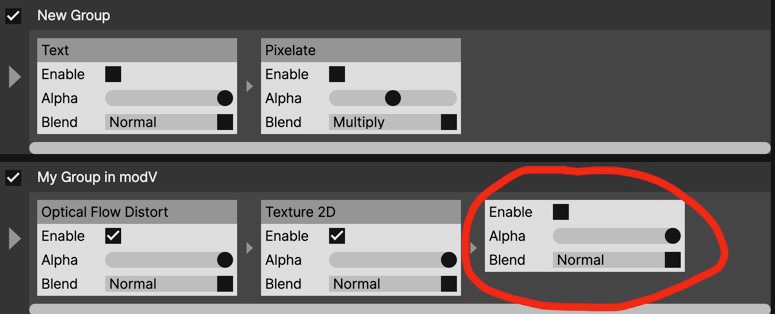 New Group
Text Pixelate
Enable Enable
Alpha Alpha
Blend Normal Blend Multiply
My Group in modV
Optical Flow Distort Texture 2D
Enable Enable Enable
Alpha Alpha Alpha
Blend Normal Blend Normal Blend Normal